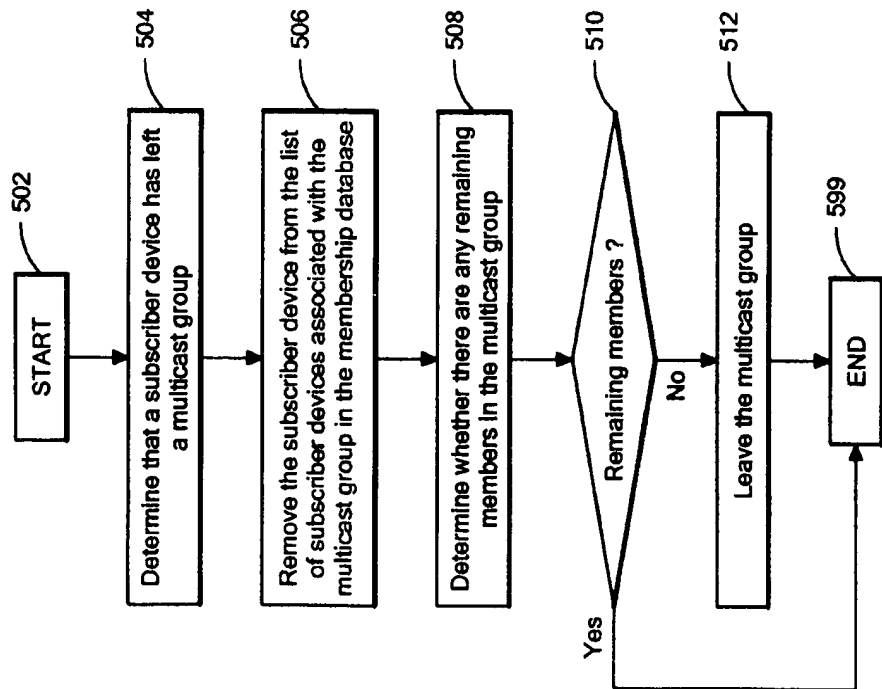 START
502
Determine that a subscriber device has left
a multicast group
504
Remove the subscriber device from the list
of subscriber devices associated with the
multicast group in the membership database
506
Determine whether there are any remaining
members in the multicast group
508
Remaining members ?
510
Yes
No
Leave the multicast group
512
END
599